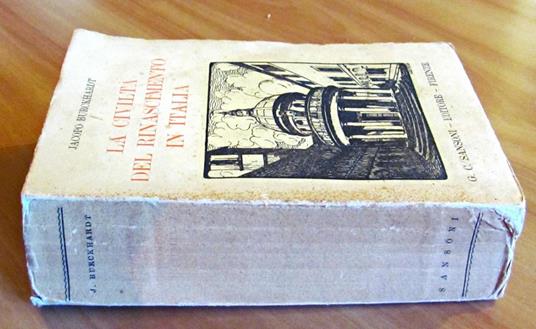 JACOPO BURCKHARDT
LA CIVILTÀ
DEL RINASCIMENTO
IN ITALIA
G. C. SANSONI - EDITORE - FIRENZE
J. BURCKHARDT
SANSONI